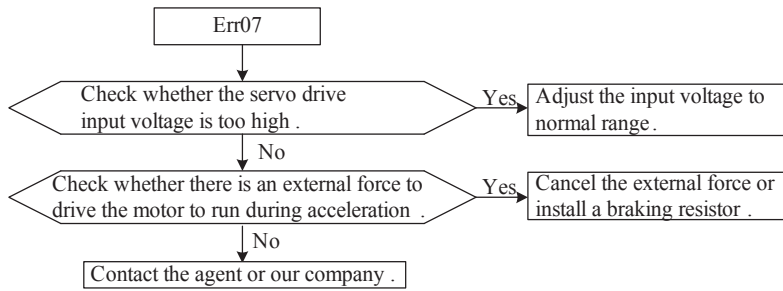 Err07
Check whether the servo drive
input voltage is too high .
Yes
Adjust the input voltage to
normal range .
No
Check whether there is an external force to
drive the motor to run during acceleration .
Yes
Cancel the external force or
install a braking resistor .
No
Contact the agent or our company .